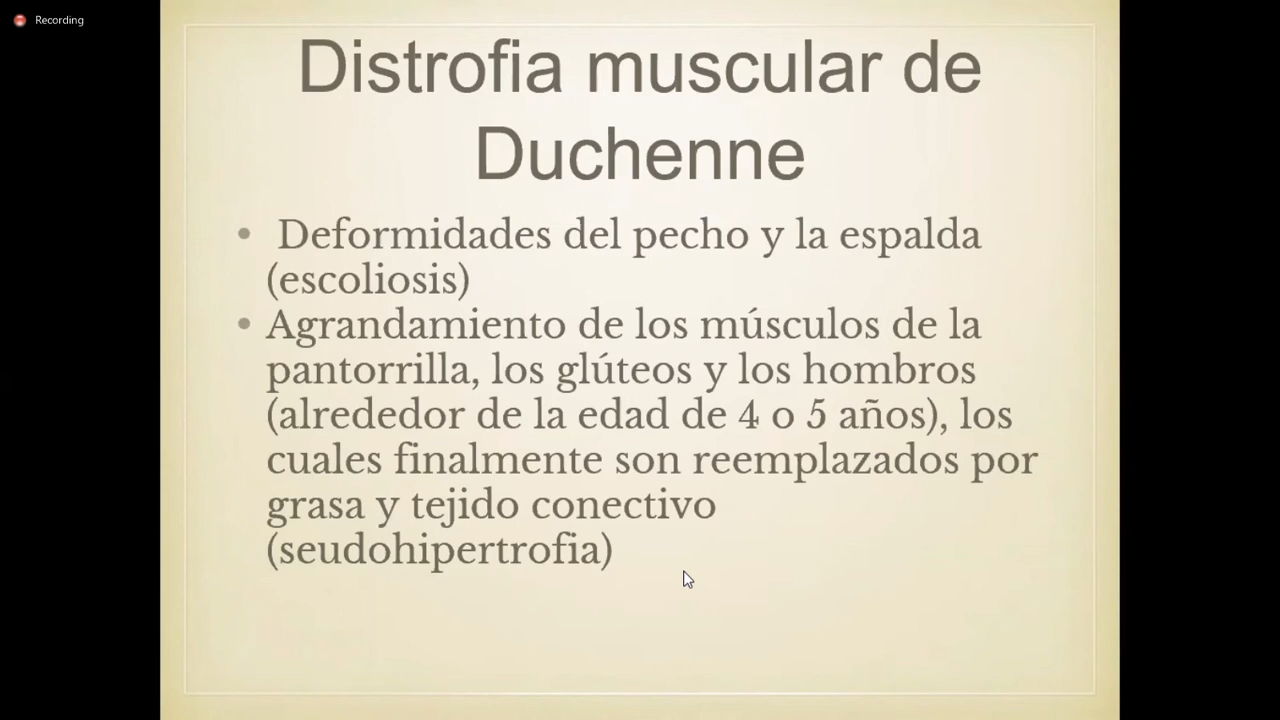 Recording
Distrofia muscular de
Duchenne
• Deformidades del pecho y la espalda
(escoliosis)
• Agrandamiento de los músculos de la
pantorrilla, los glúteos y los hombros
(alrededor de la edad de 4 o 5 años), los
cuales finalmente son reemplazados por
grasa y tejido conectivo
(seudohipertrofia)